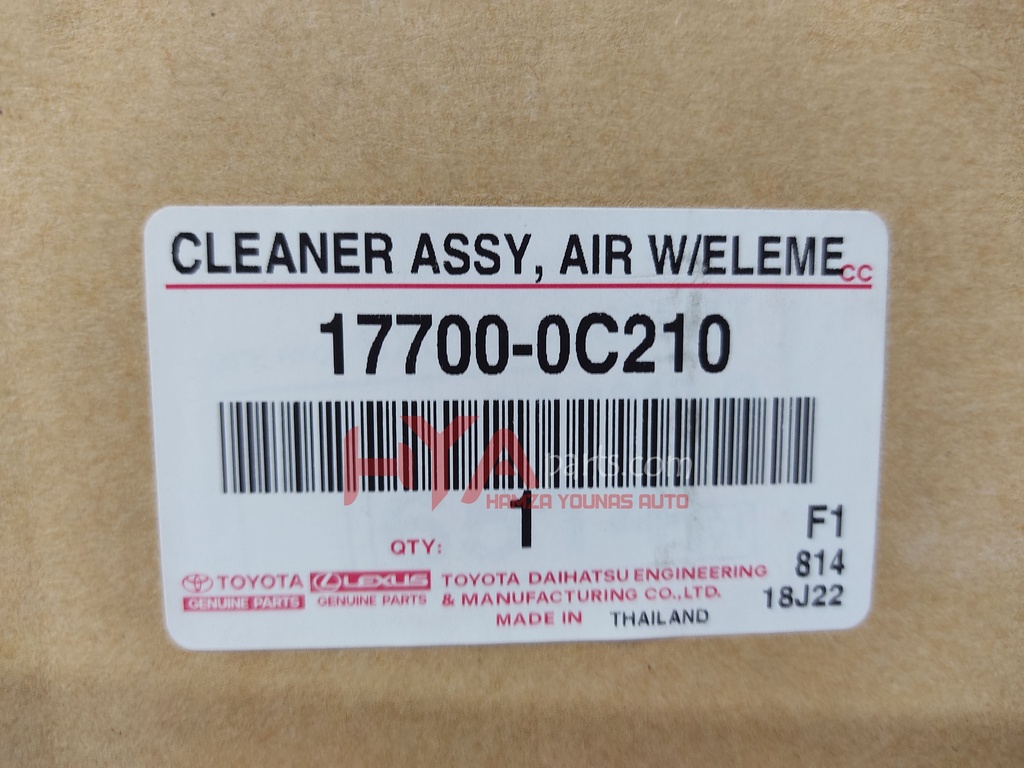 CLEANER ASSY, AIR W/ELEME CC
17700-0C210
HYA parts.com
HAMZA YOUNAS AUTO
QTY: 1
F1
814
18J22
TOYOTA
GENUINE PARTS
LEXUS
GENUINE PARTS
TOYOTA DAIHATSU ENGINEERING
& MANUFACTURING CO., LTD.
MADE IN THAILAND